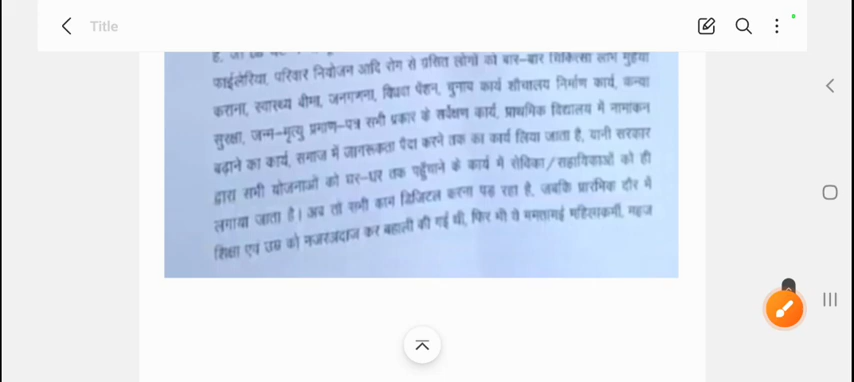 Title
है, जो कि
रोग से ग्रसित लोगों को बार-बार चिकित्सा लाभ मुहैया
फाईलेरिया, परिवार नियोजन आदि
कराना, स्वास्थ्य बीमा, जनगणना, विधवा पेंशन, चुनाव कार्य शौचालय निर्माण कार्य, कन्या
सुरक्षा, जन्म-मृत्यु प्रमाण-पत्र सभी प्रकार के सर्वेक्षण कार्य, प्राथमिक विद्यालय में नामांकन
बढ़ाने का कार्य, समाज में जागरूकता पैदा करने तक का कार्य लिया जाता है, यानी सरकार
द्वारा सभी योजनाओं को घर-घर तक पहुँचाने के कार्य में सेविका/सहायिकाओं को ही
लगाया जाता है। अब तो सभी काम डिजिटल करना पड़ रहा है, जबकि प्रारंभिक दौर में
शिक्षा एवं उम्र को नजरअंदाज कर बहाली की गई थी, फिर भी ये ममतामई महिलाकर्मी, महज